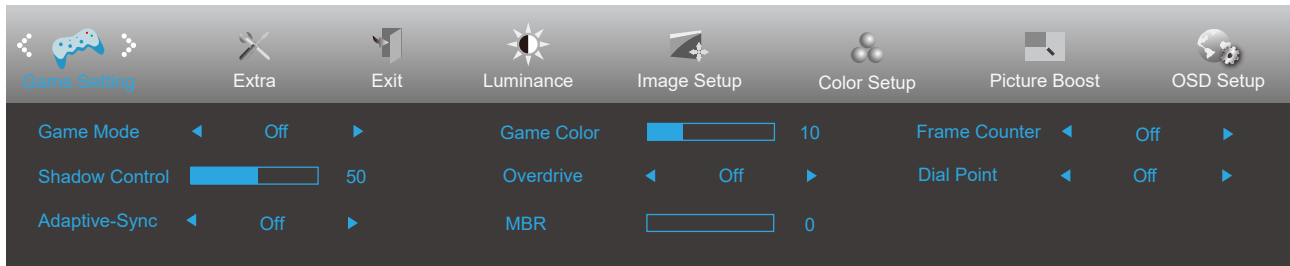 Game Setting Extra Exit Luminance Image Setup Color Setup Picture Boost OSD Setup
Game Mode Off Game Color 10 Frame Counter Off
Shadow Control 50 Overdrive Off Dial Point Off
Adaptive-Sync Off MBR 0